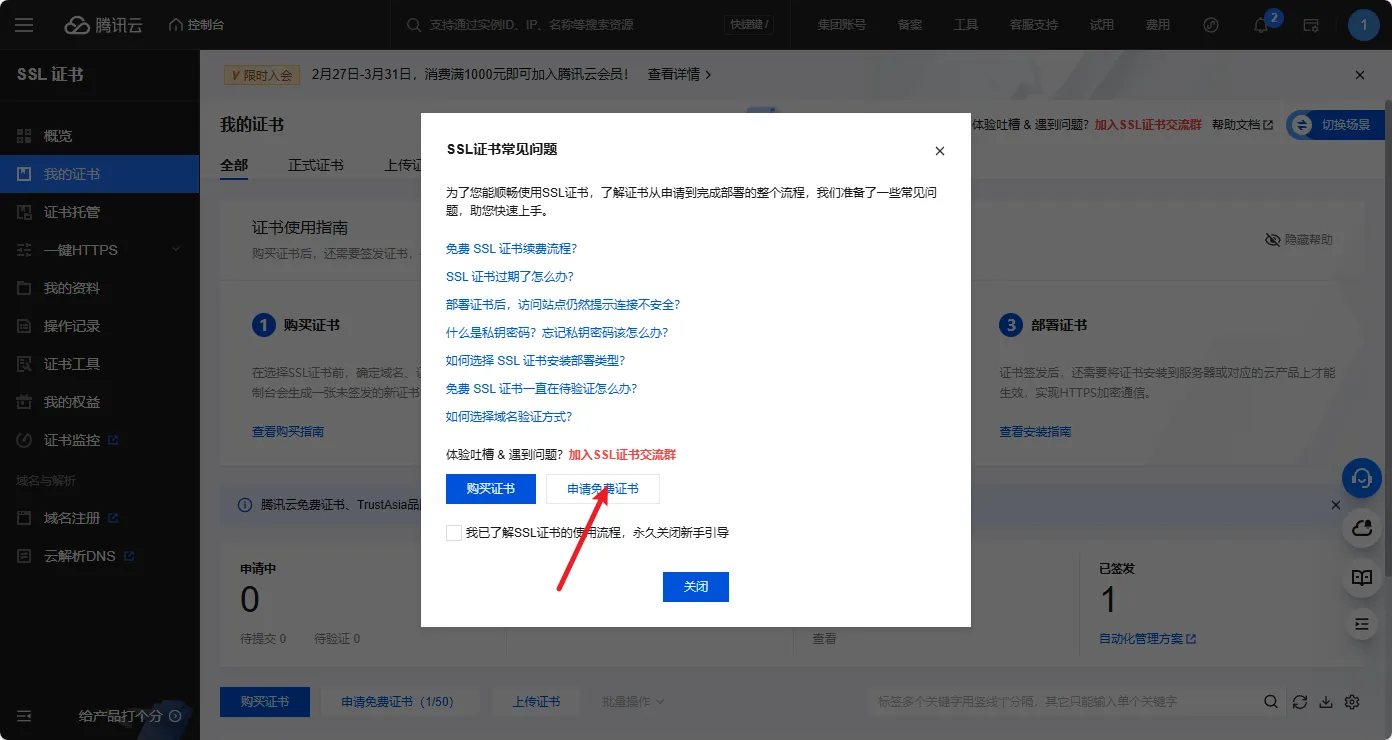 腾讯云
控制台
支持通过实例ID、IP、名称等搜索资源
快捷键 /
集团账号
备案
工具
客服支持
试用
费用
2
1
SSL 证书
概览
我的证书
证书托管
一键HTTPS
我的资料
操作记录
证书工具
我的权益
证书监控
域名与解析
域名注册
云解析DNS
给产品打个分
限时入会
2月27日-3月31日，消费满1000元即可加入腾讯云会员！
查看详情
我的证书
体验吐槽 & 遇到问题？加入SSL证书交流群
帮助文档
切换场景
全部
正式证书
上传证
证书使用指南
购买证书后，还需要签发证书，
隐藏帮助
1 购买证书
在选择SSL证书前，确定域名、
制台会生成一张未签发的新证书
查看购买指南
3 部署证书
证书签发后，还需要将证书安装到服务器或对应的云产品上才能
生效，实现HTTPS加密通信。
查看安装指南
腾讯云免费证书、TrustAsia品
申请中
0
待提交 0
待验证 0
查看
已签发
1
自动化管理方案
购买证书
申请免费证书（1/50）
上传证书
批量操作
标签多个关键字用竖线"|"分隔，其它只能输入单个关键字
SSL证书常见问题
为了您能顺畅使用SSL证书，了解证书从申请到完成部署的整个流程，我们准备了一些常见问
题，助您快速上手。
免费 SSL 证书续费流程？
SSL 证书过期了怎么办？
部署证书后，访问站点仍然提示连接不安全？
什么是私钥密码？忘记私钥密码该怎么办？
如何选择 SSL 证书安装部署类型？
免费 SSL 证书一直在待验证怎么办？
如何选择域名验证方式？
体验吐槽 & 遇到问题？加入SSL证书交流群
购买证书
申请免费证书
我已了解SSL证书的使用流程，永久关闭新手引导
关闭